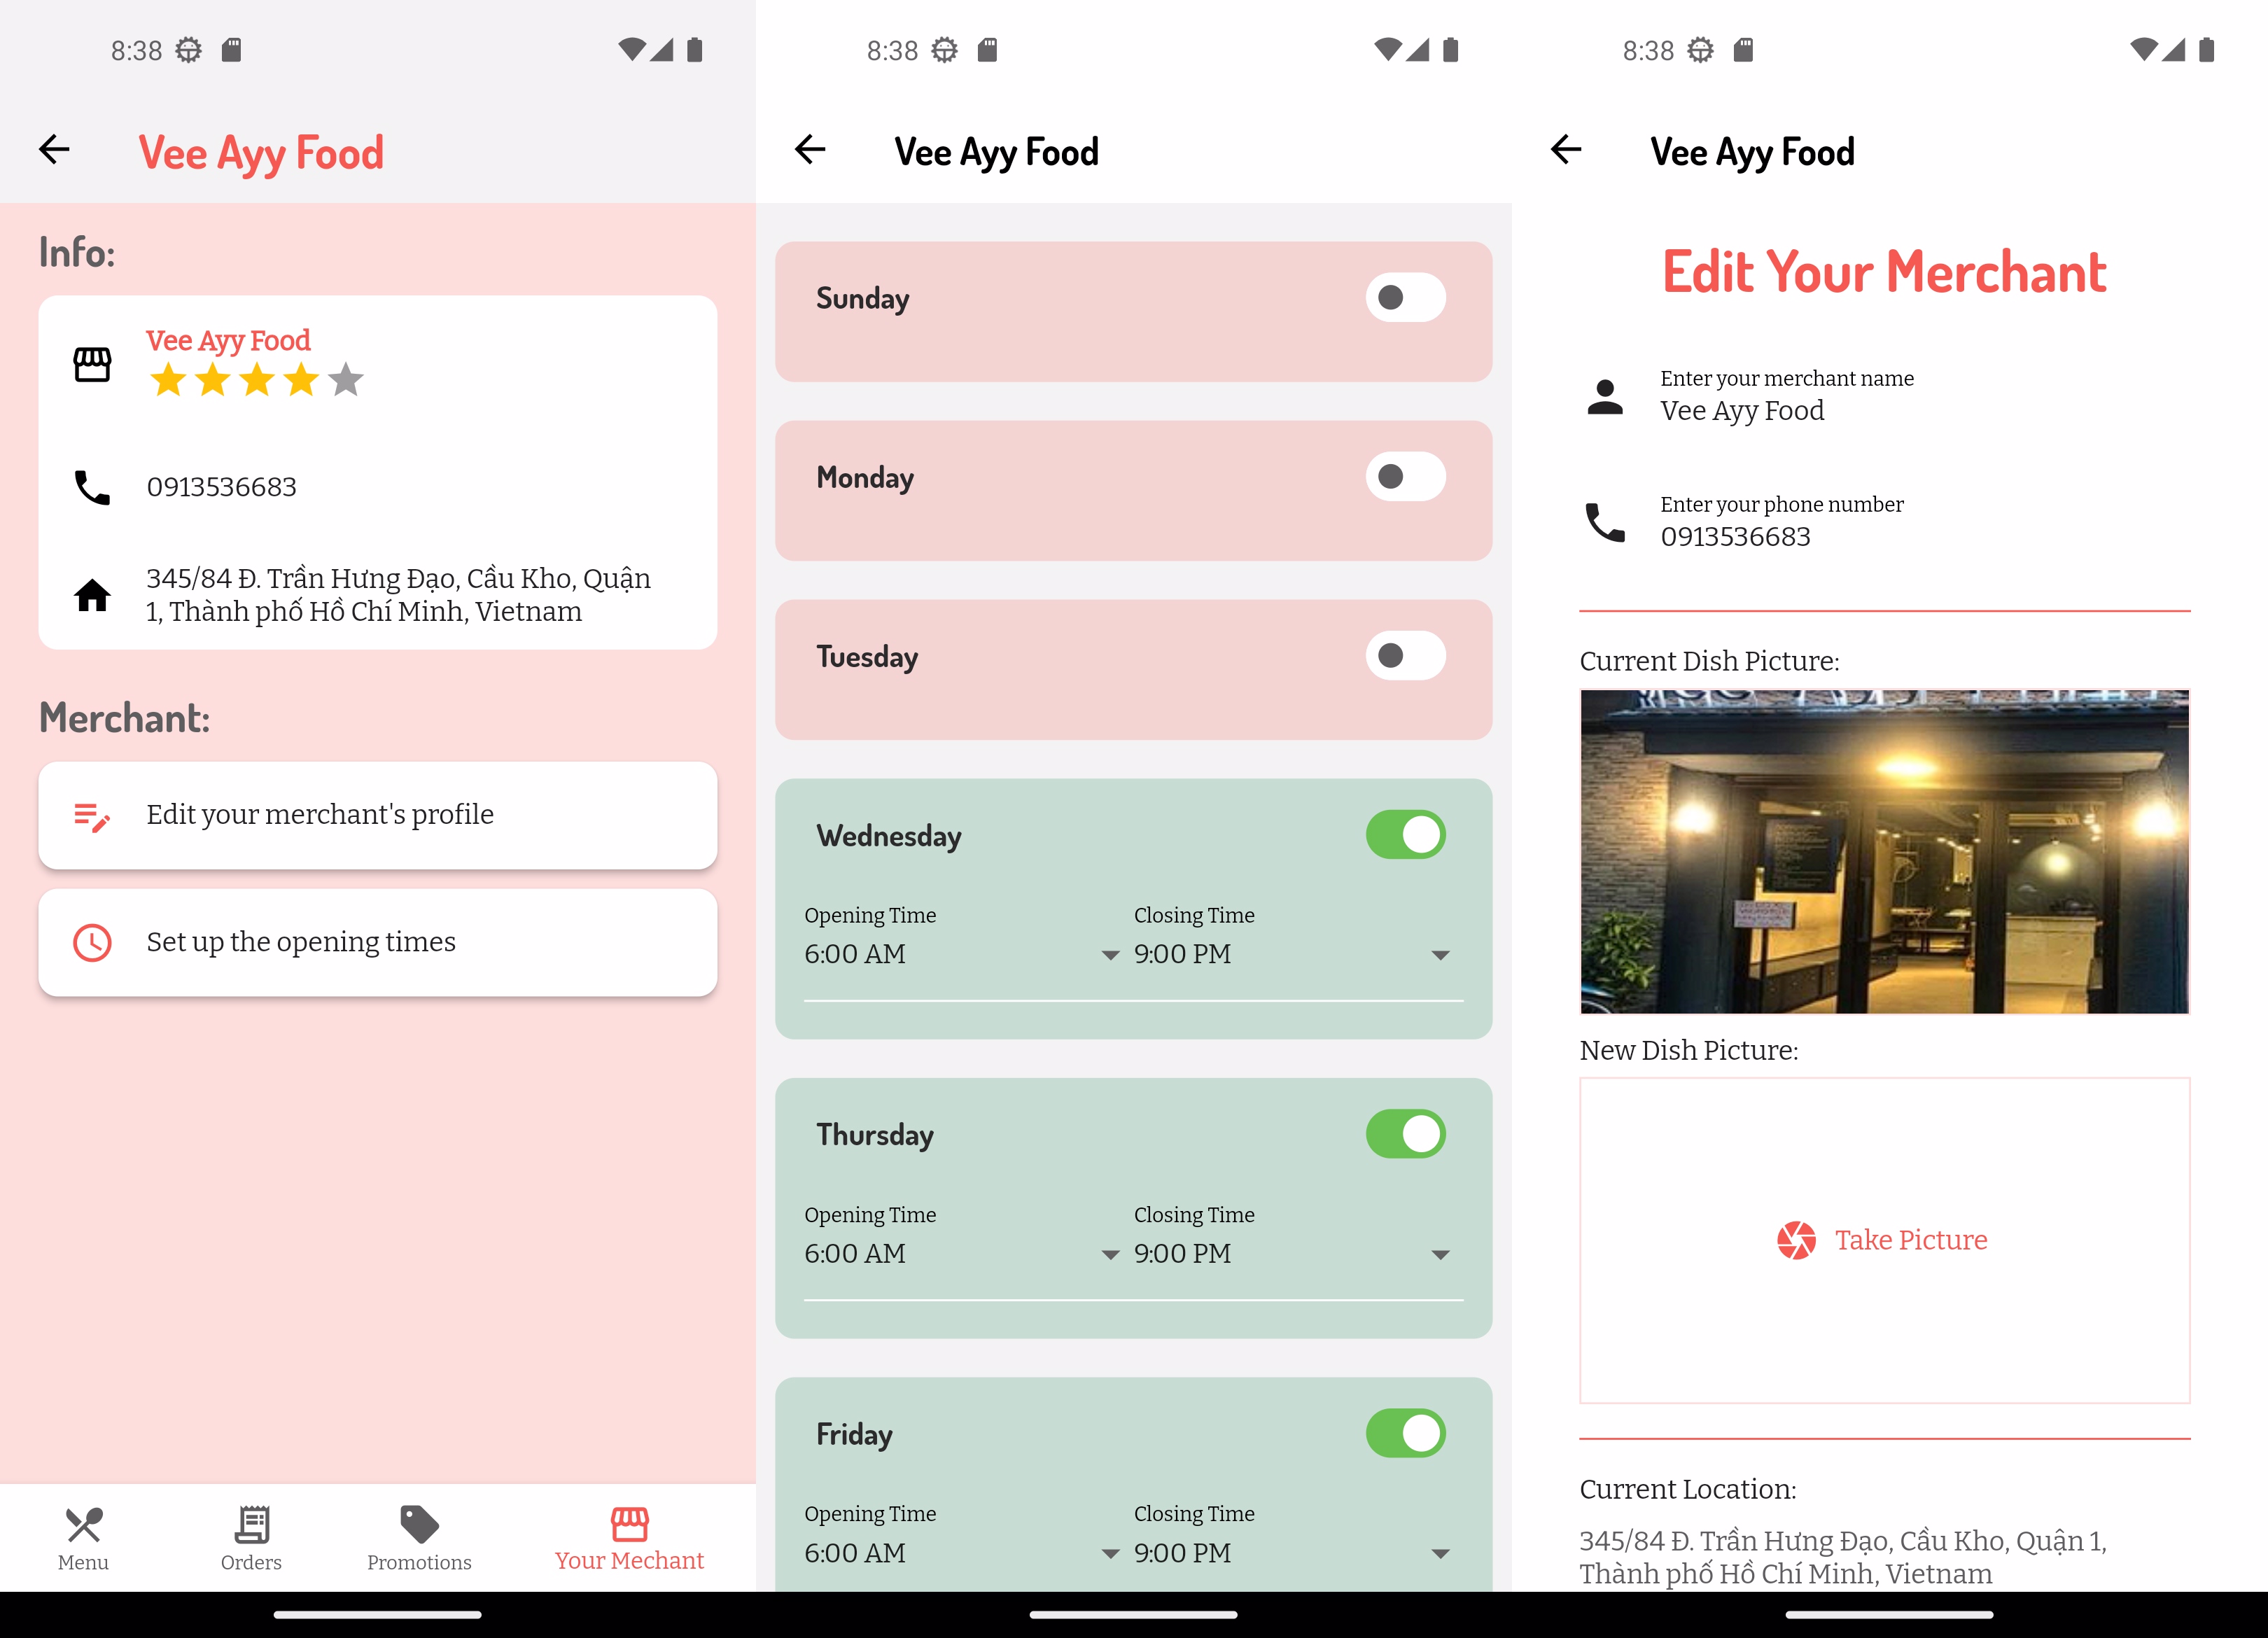 8:38
Vee Ayy Food
Info:
Vee Ayy Food
0913536683
345/84 Đ. Trần Hưng Đạo, Cầu Kho, Quận
1, Thành phố Hồ Chí Minh, Vietnam
Merchant:
Edit your merchant's profile
Set up the opening times
Menu
Orders
Promotions
Your Mechant
8:38
Vee Ayy Food
Sunday
Monday
Tuesday
Wednesday
Opening Time
Closing Time
6:00 AM
9:00 PM
Thursday
Opening Time
Closing Time
6:00 AM
9:00 PM
Friday
Opening Time
Closing Time
6:00 AM
9:00 PM
8:38
Vee Ayy Food
Edit Your Merchant
Enter your merchant name
Vee Ayy Food
Enter your phone number
0913536683
Current Dish Picture:
New Dish Picture:
Take Picture
Current Location:
345/84 Đ. Trần Hưng Đạo, Cầu Kho, Quận 1,
Thành phố Hồ Chí Minh, Vietnam